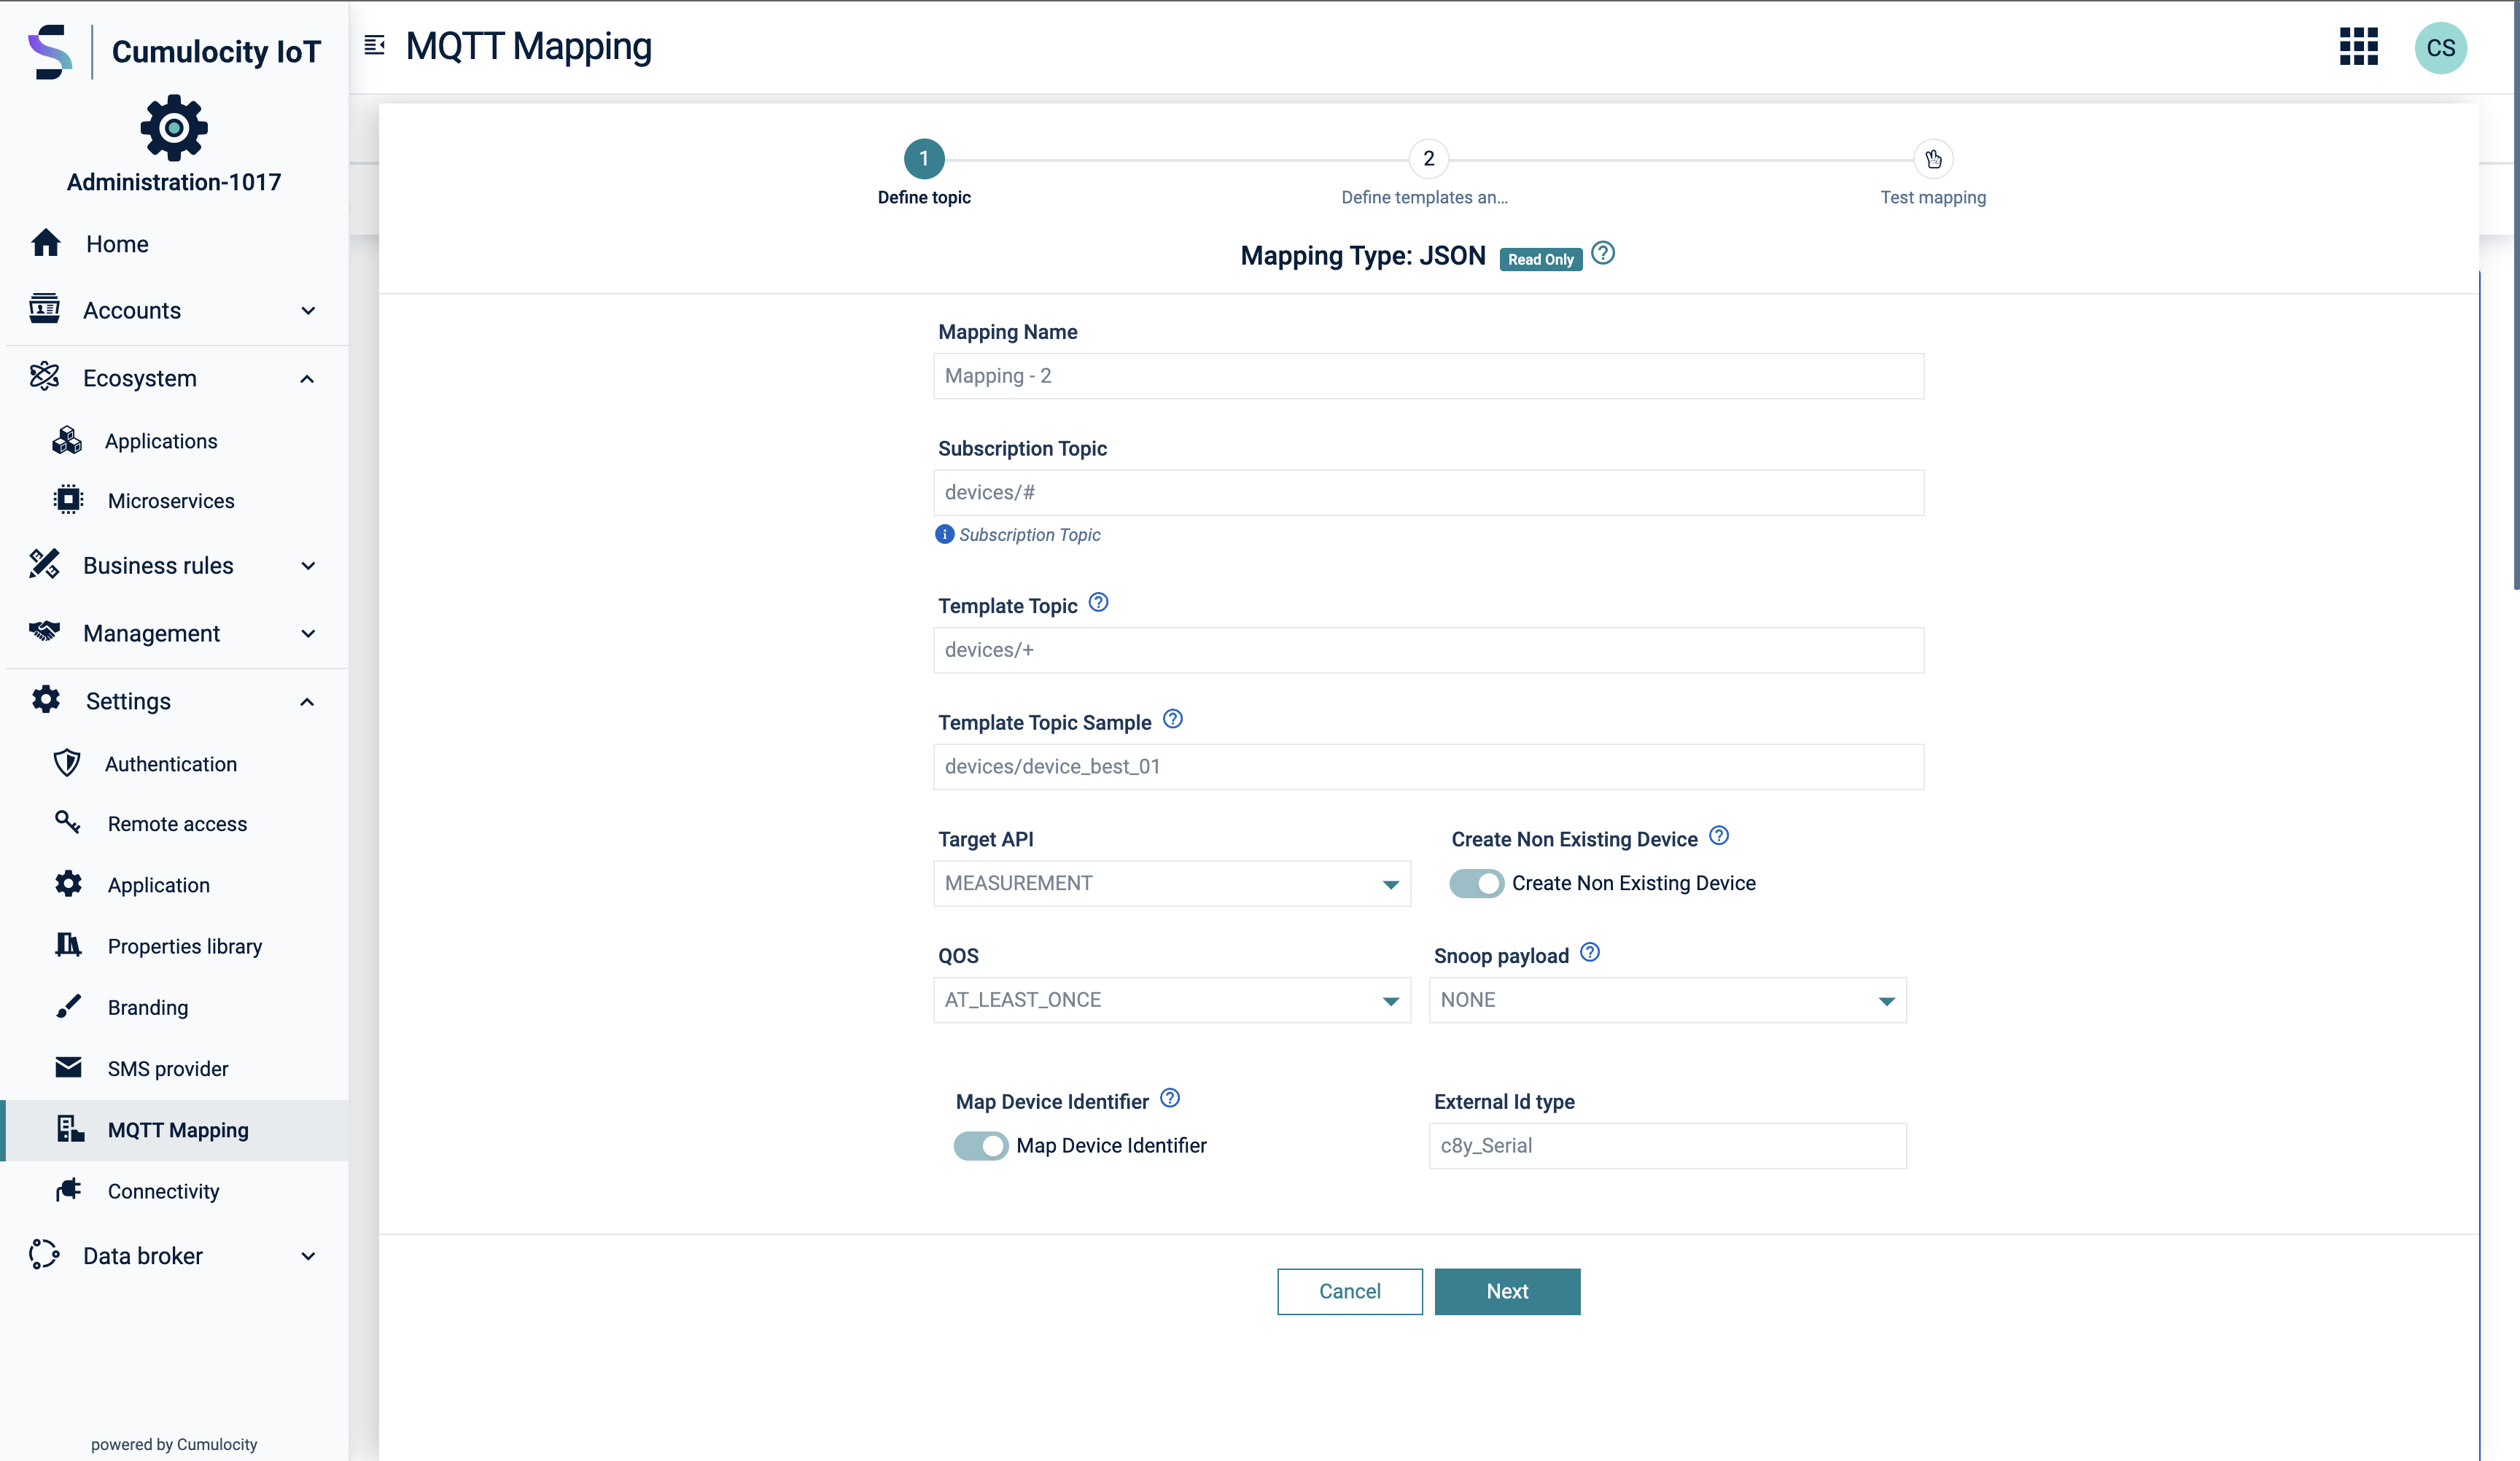 Cumulocity IoT
MQTT Mapping
CS
Administration-1017
Home
Accounts
Ecosystem
Applications
Microservices
Business rules
Management
Settings
Authentication
Remote access
Application
Properties library
Branding
SMS provider
MQTT Mapping
Connectivity
Data broker
powered by Cumulocity
1
2
Define topic
Define templates an...
Test mapping
Mapping Type: JSON Read Only
Mapping Name
Mapping - 2
Subscription Topic
devices/#
Subscription Topic
Template Topic
devices/+
Template Topic Sample
devices/device_best_01
Target API
MEASUREMENT
Create Non Existing Device
Create Non Existing Device
QOS
AT_LEAST_ONCE
Snoop payload
NONE
Map Device Identifier
Map Device Identifier
External Id type
c8y_Serial
Cancel
Next